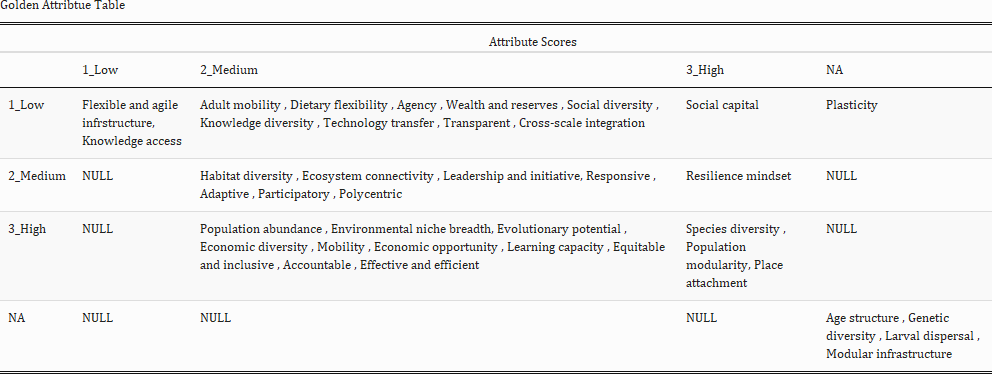 Golden Attribtue Table
Attribute Scores
1_Low 2_Medium 3_High NA
1_Low Flexible and agile Adult mobility , Dietary flexibility , Agency , Wealth and reserves , Social diversity , Social capital Plasticity
infrstructure, Knowledge diversity , Technology transfer , Transparent , Cross-scale integration
Knowledge access
2_Medium NULL Habitat diversity , Ecosystem connectivity , Leadership and initiative, Responsive , Resilience mindset NULL
Adaptive , Participatory , Polycentric
3_High NULL Population abundance , Environmental niche breadth, Evolutionary potential , Species diversity , NULL
Economic diversity , Mobility , Economic opportunity , Learning capacity , Equitable Population
and inclusive , Accountable , Effective and efficient modularity, Place
attachment
NA NULL NULL NULL Age structure , Genetic
diversity , Larval dispersal ,
Modular infrastructure